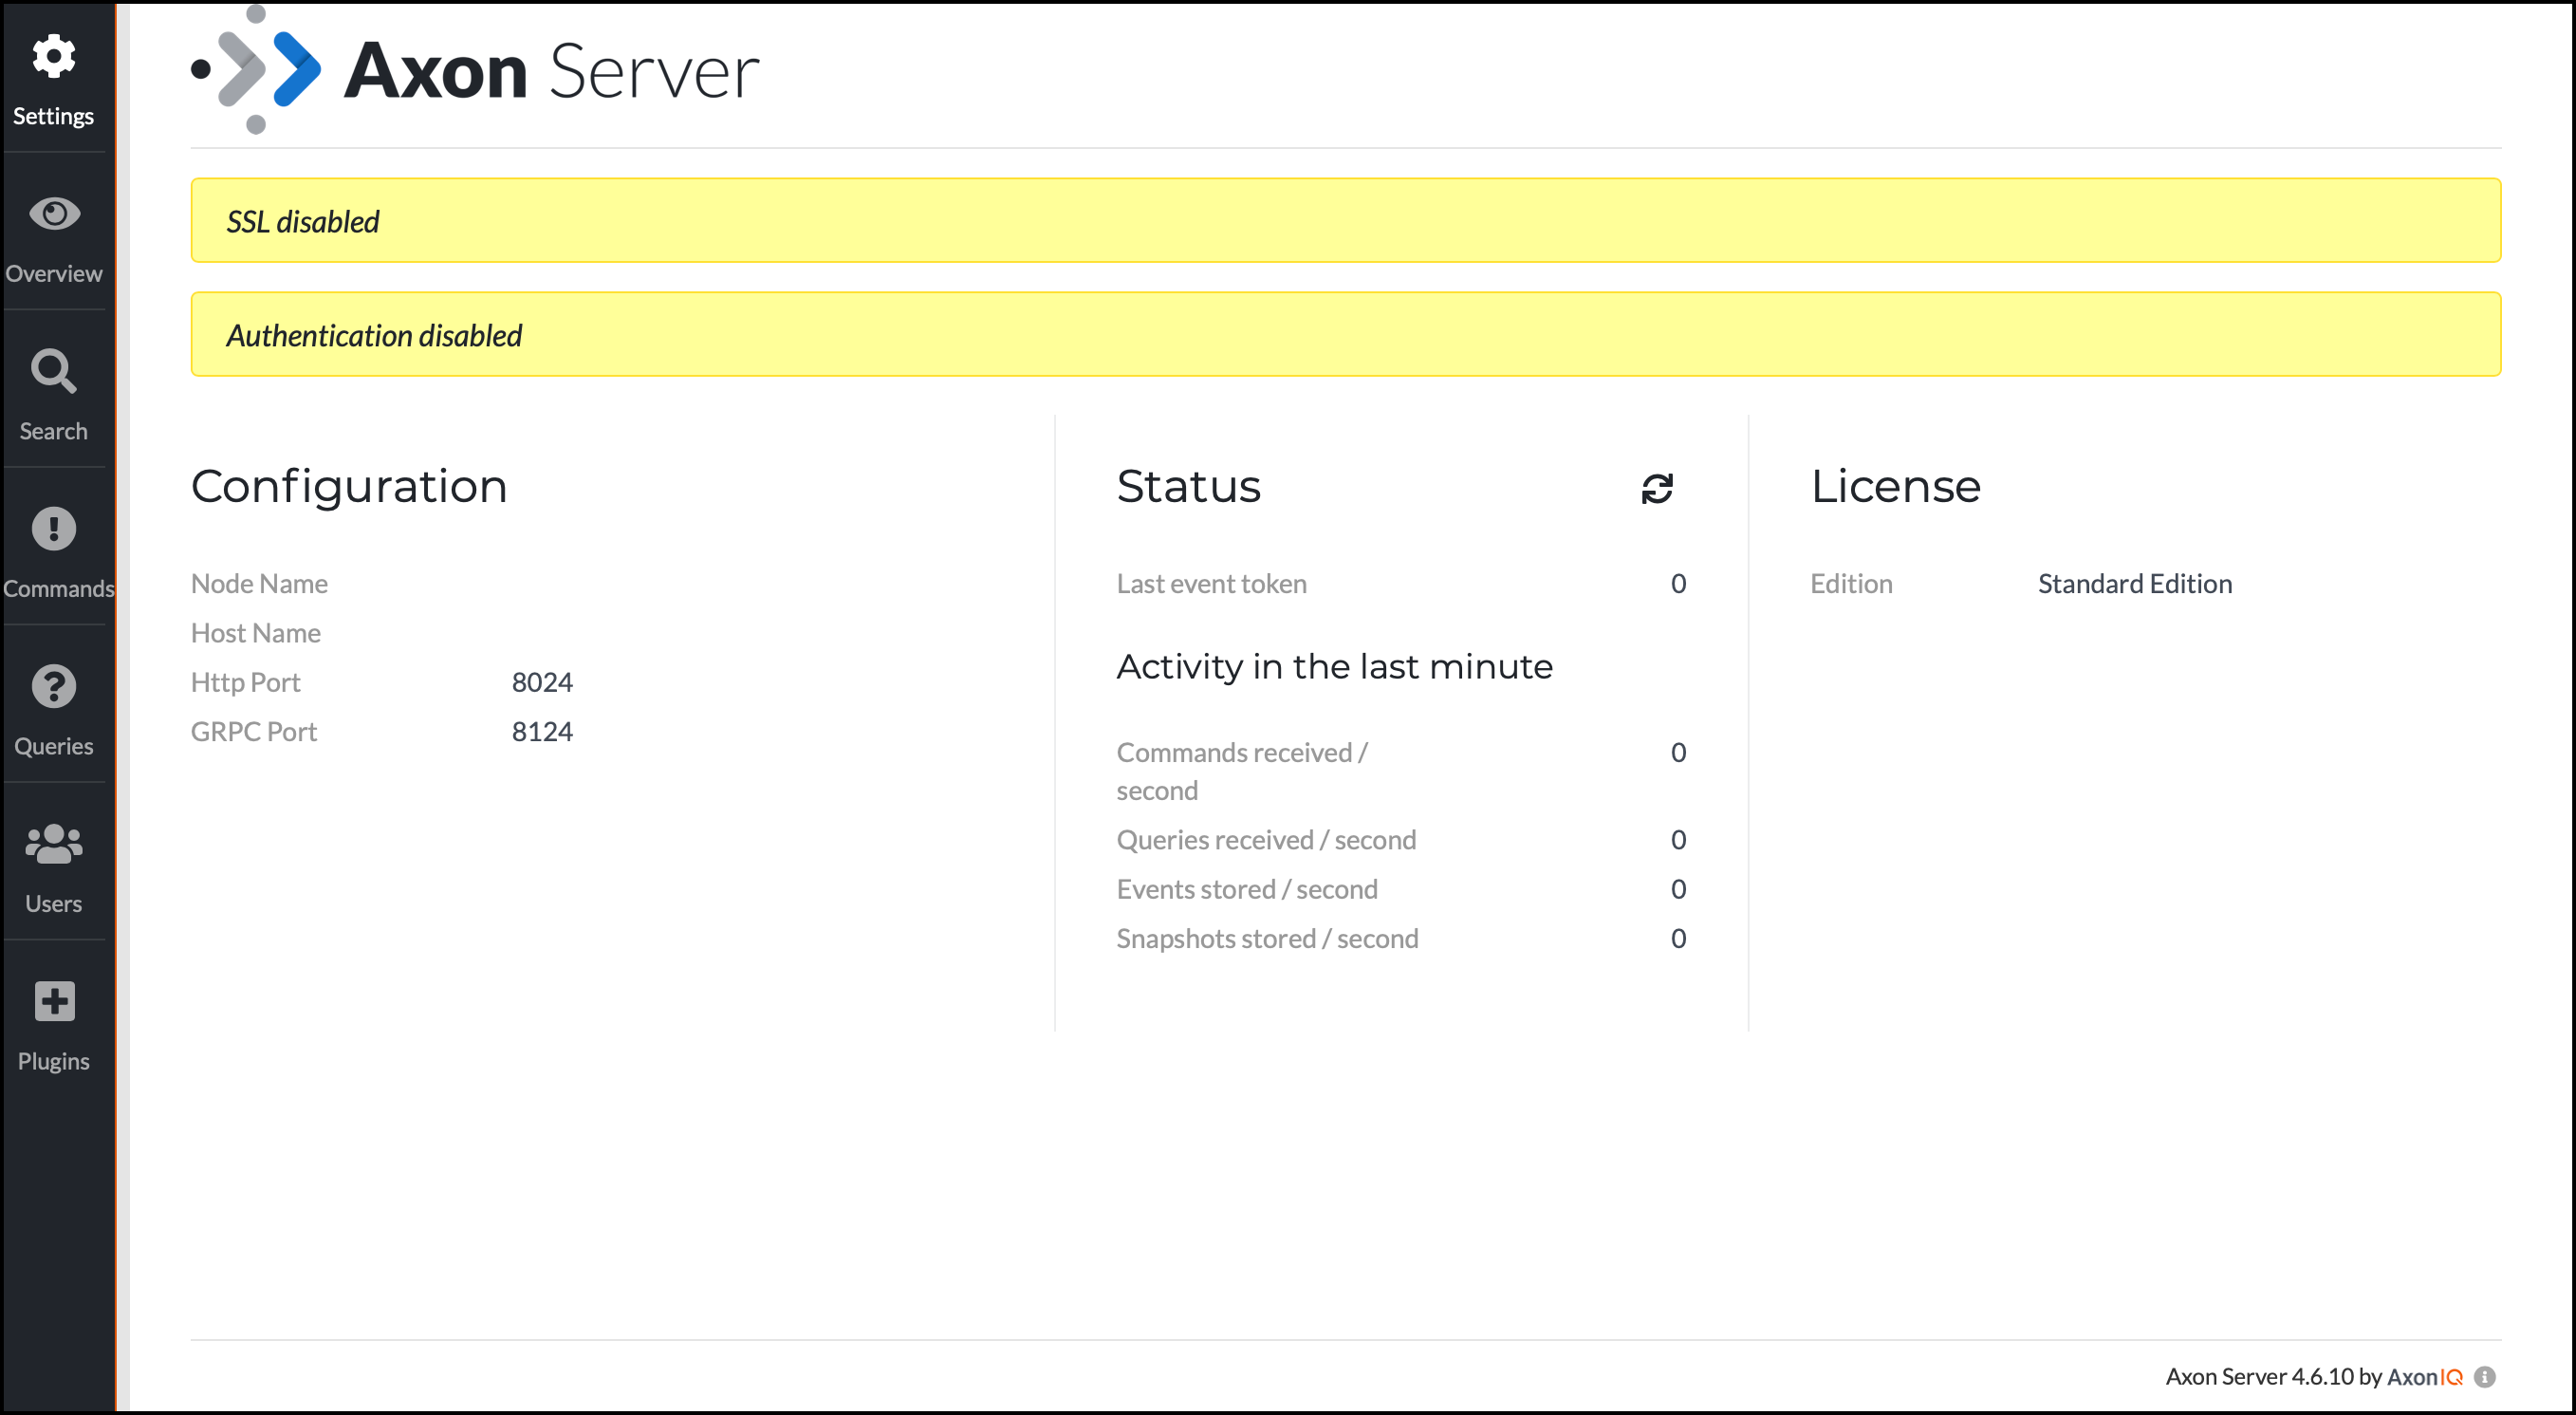 Settings
Overview
Search
Commands
Queries
Users
Plugins
Axon Server
SSL disabled
Authentication disabled
Configuration
Node Name
Host Name
Http Port 8024
GRPC Port 8124
Status
Last event token 0
Activity in the last minute
Commands received /
second 0
Queries received / second 0
Events stored / second 0
Snapshots stored / second 0
License
Edition Standard Edition
Axon Server 4.6.10 by AxonIQ